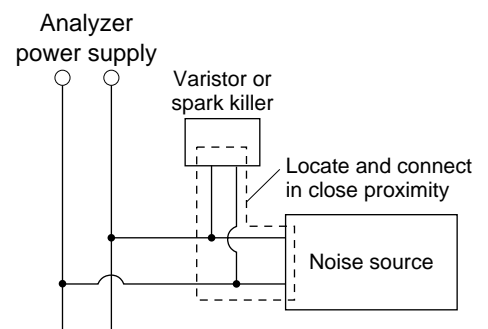 Analyzer
power supply
Varistor or
spark killer
Locate and connect
in close proximity
Noise source